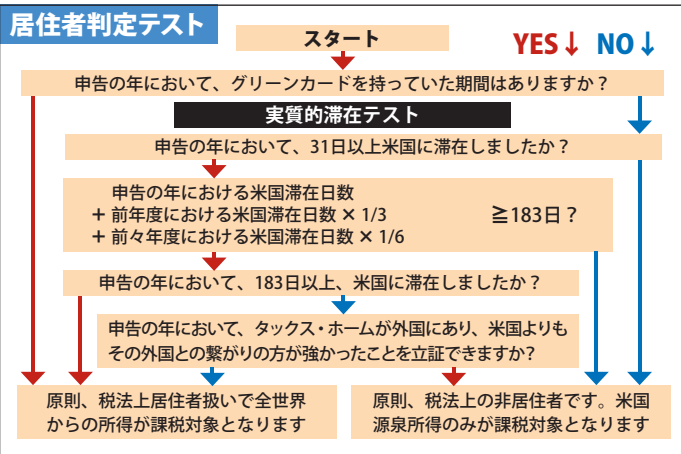 居住者判定テスト
スタート
YES↓ NO↓
申告の年において、グリーンカードを持っていた期間はありますか？
実質的滞在テスト
申告の年において、31日以上米国に滞在しましたか？
申告の年における米国滞在日数
＋ 前年度における米国滞在日数 × 1/3 ≧183日？
＋ 前々年度における米国滞在日数 × 1/6
申告の年において、183日以上、米国に滞在しましたか？
申告の年において、タックス・ホームが外国にあり、米国よりも
その外国との繋がりの方が強かったことを立証できますか？
原則、税法上居住者扱いで全世界
からの所得が課税対象となります
原則、税法上の非居住者です。米国
源泉所得のみが課税対象となります